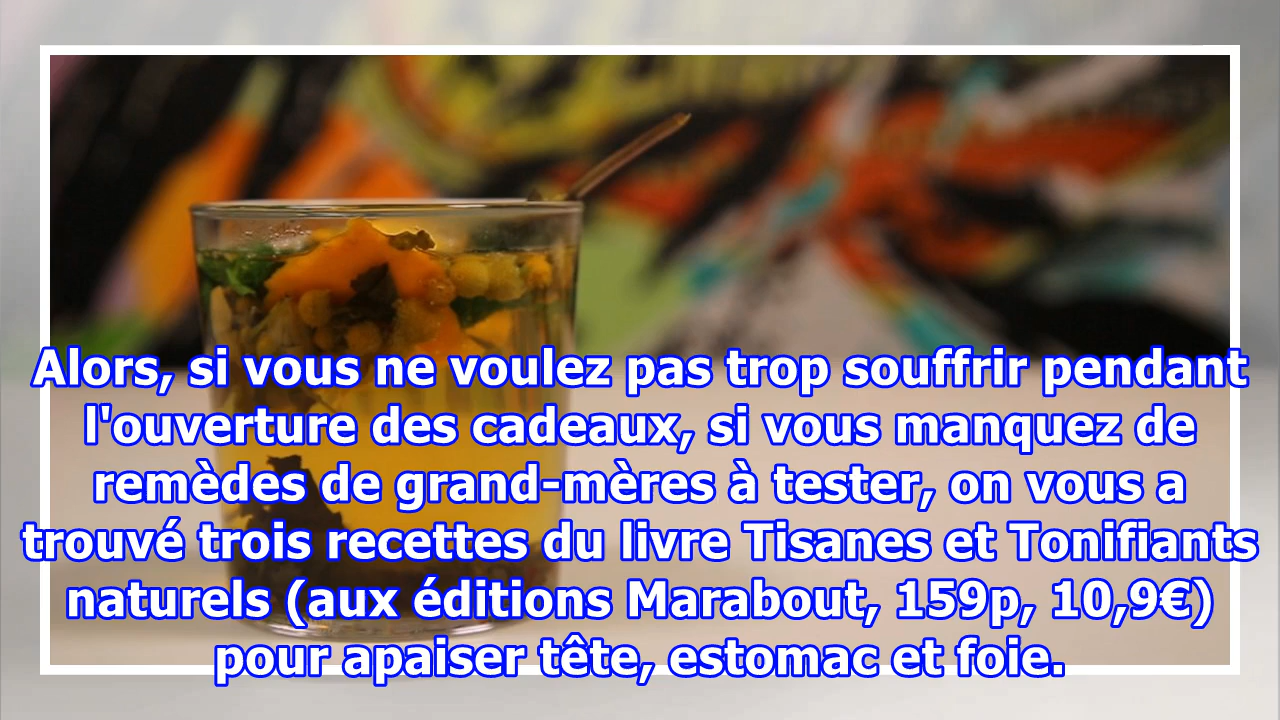 Alors, si vous ne voulez pas trop souffrir pendant
l'ouverture des cadeaux, si vous manquez de
remèdes de grand-mères à tester, on vous a
trouvé trois recettes du livre Tisanes et Tonifiants
naturels (aux éditions Marabout, 159p, 10,9€)
pour apaiser tête, estomac et foie.